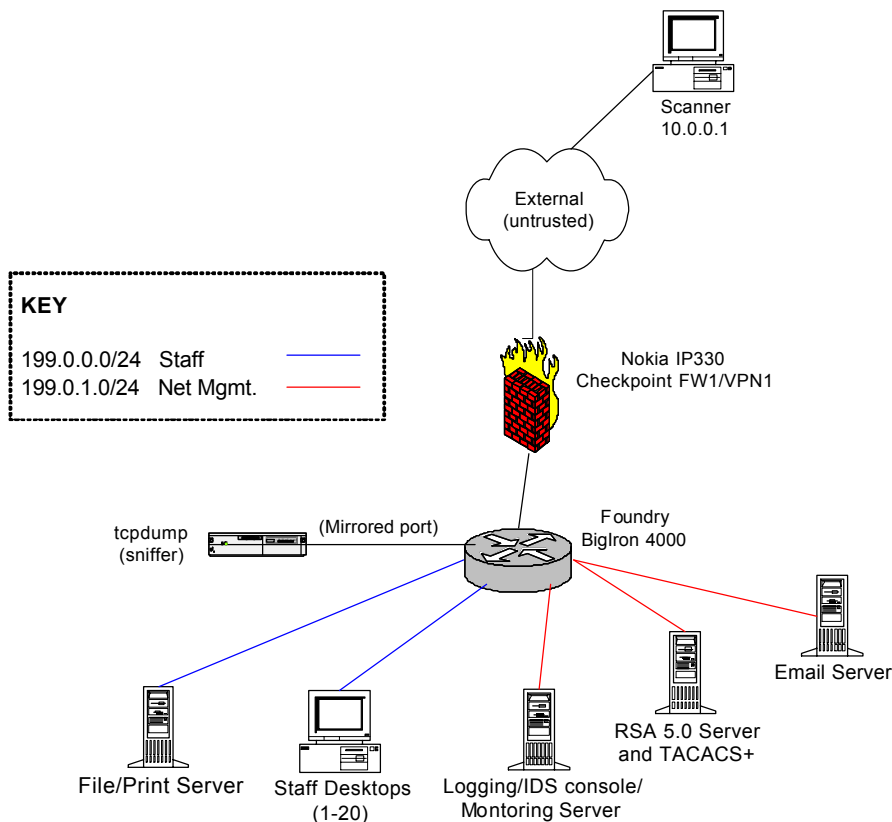 Scanner
10.0.0.1
External
(untrusted)
KEY
199.0.0.0/24 Staff
199.0.1.0/24 Net Mgmt.
Nokia IP330
Checkpoint FW1/VPN1
tcpdump
(sniffer)
(Mirrored port)
Foundry
BigIron 4000
Email Server
RSA 5.0 Server
and TACACS+
File/Print Server
Staff Desktops
(1-20)
Logging/IDS console/
Montoring Server